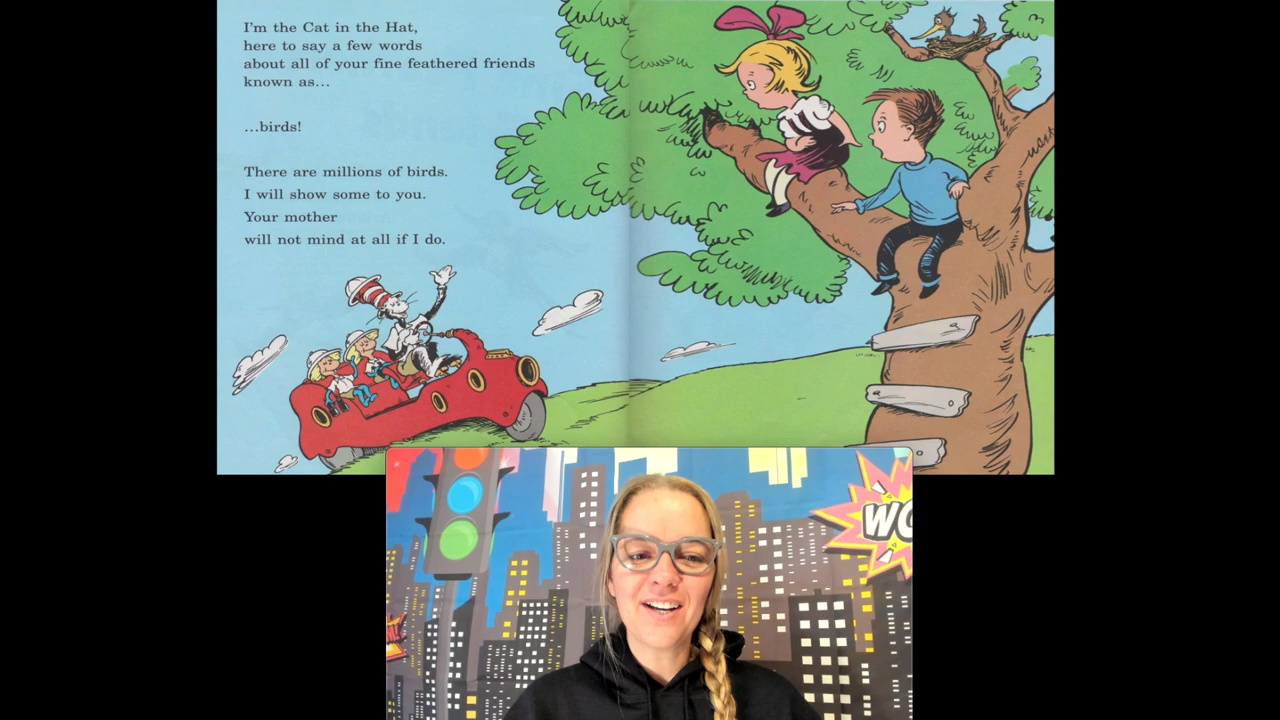 I'm the Cat in the Hat,
here to say a few words
about all of your fine feathered friends
known as...
...birds!
There are millions of birds.
I will show some to you.
Your mother
will not mind at all if I do.